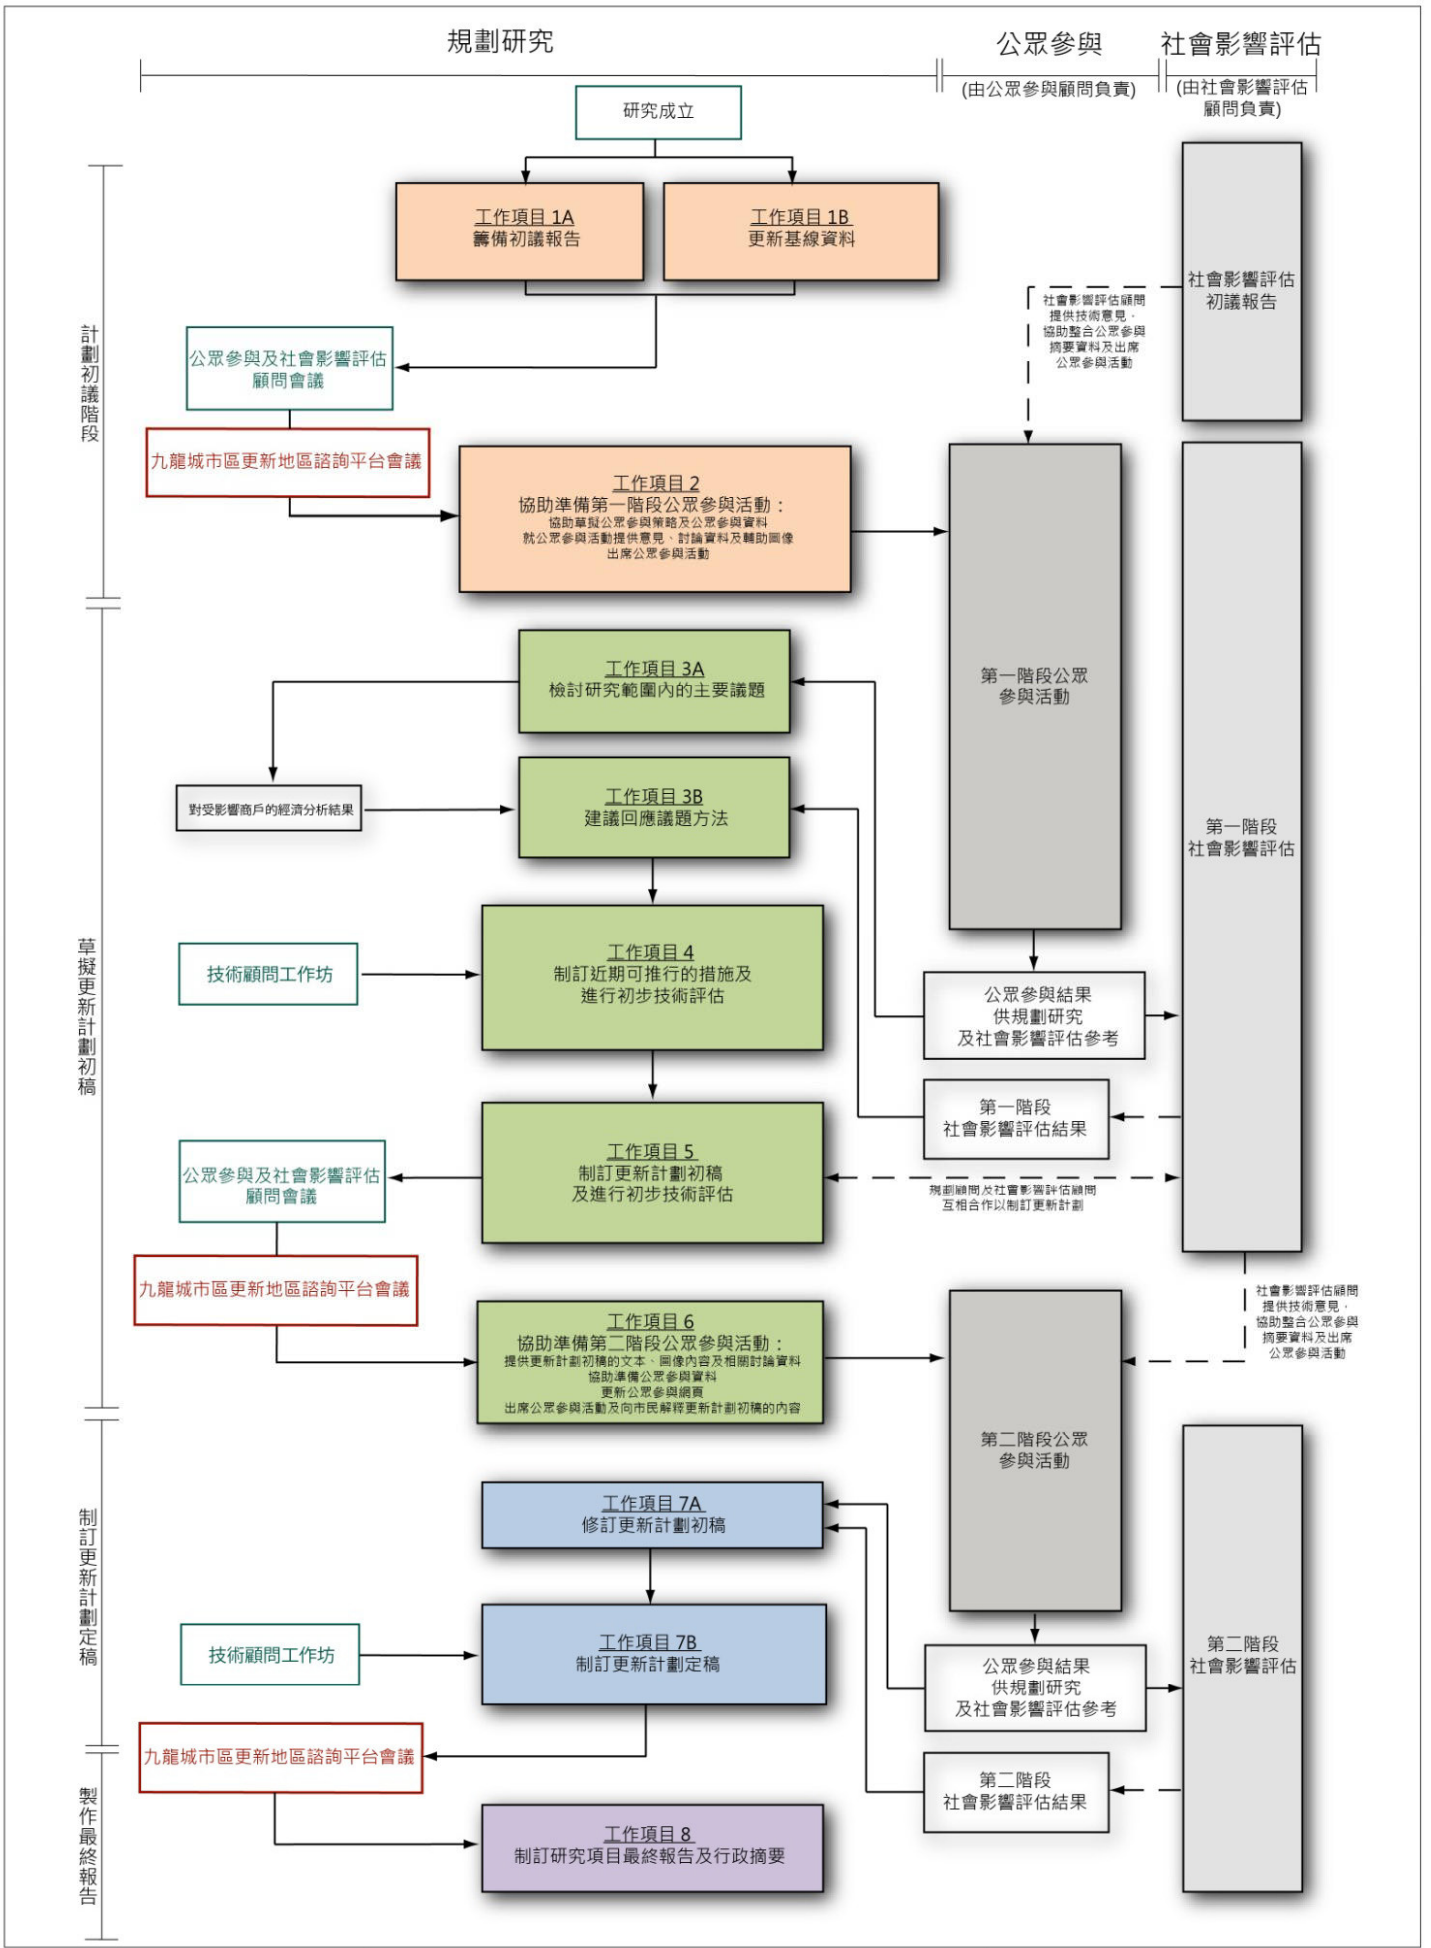 規劃研究
公眾參與
(由公眾參與顧問負責)
社會影響評估
(由社會影響評估
顧問負責)
研究成立
計劃初議階段
工作項目 1A
籌備初議報告
工作項目 1B
更新基線資料
社會影響評估
初議報告
社會影響評估顧問
提供技術意見,
協助整合公眾參與
摘要資料及出席
公眾參與活動
公眾參與及社會影響評估
顧問會議
九龍城市區更新地區諮詢平台會議
工作項目 2
協助準備第一階段公眾參與活動：
協助草擬公眾參與策略及公眾參與資料
就公眾參與活動提供意見、討論資料及輔助圖像
出席公眾參與活動
草擬更新計劃初稿
工作項目 3A
檢討研究範圍內的主要議題
第一階段公眾
參與活動
對受影響商戶的經濟分析結果
工作項目 3B
建議回應議題方法
第一階段
社會影響評估
技術顧問工作坊
工作項目 4
制訂近期可推行的措施及
進行初步技術評估
公眾參與結果
供規劃研究
及社會影響評估參考
第一階段
社會影響評估結果
公眾參與及社會影響評估
顧問會議
工作項目 5
制訂更新計劃初稿
及進行初步技術評估
規劃顧問及社會影響評估顧問
互相合作以制訂更新計劃
九龍城市區更新地區諮詢平台會議
社會影響評估顧問
提供技術意見,
協助整合公眾參與
摘要資料及出席
公眾參與活動
工作項目 6
協助準備第二階段公眾參與活動：
提供更新計劃初稿的文本、圖像內容及相關討論資料
協助準備公眾參與資料
更新公眾參與網頁
出席公眾參與活動及向市民解釋更新計劃初稿的內容
第二階段公眾
參與活動
制訂更新計劃定稿
工作項目 7A
修訂更新計劃初稿
技術顧問工作坊
工作項目 7B
制訂更新計劃定稿
公眾參與結果
供規劃研究
及社會影響評估參考
第二階段
社會影響評估
九龍城市區更新地區諮詢平台會議
第二階段
社會影響評估結果
製作最終報告
工作項目 8
制訂研究項目最終報告及行政摘要